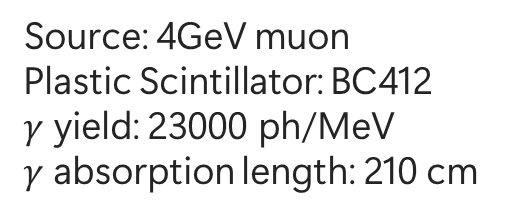 Source: 4GeV muon
Plastic Scintillator: BC412
γ yield: 23000 ph/MeV
γ absorption length: 210 cm